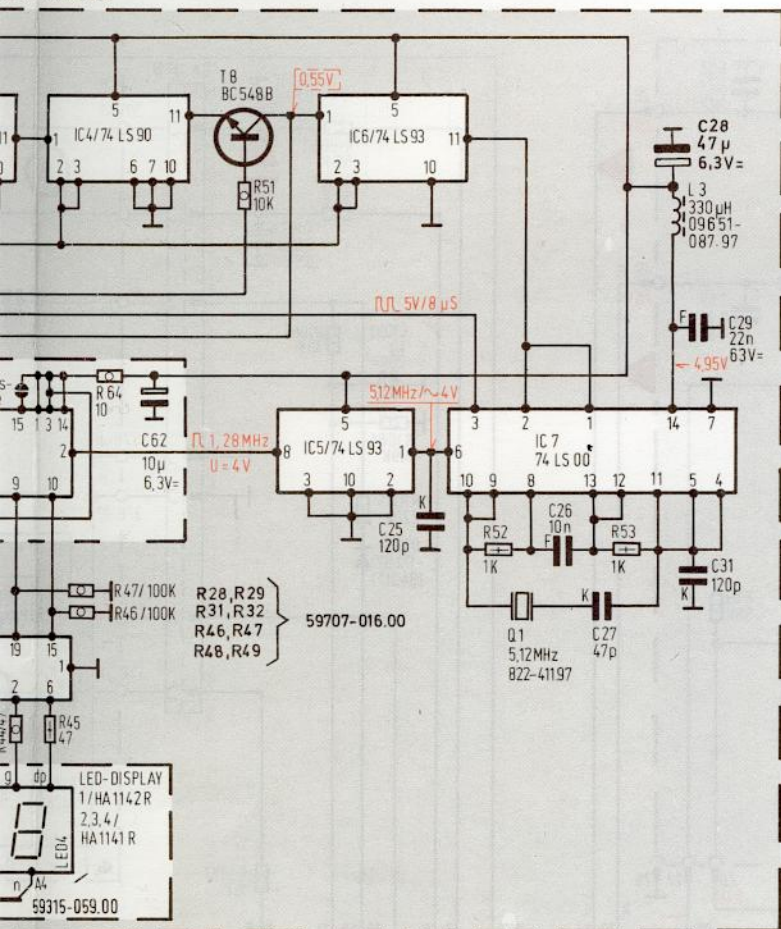 T8
BC548B
0,55V
5
11
IC4/74 LS 90
1
11
2 3
6 7 10
R51
10K
5
1
IC6/74 LS 93
11
2 3
10
C28
47µ
6,3V=
L3
330µH
09651-
087.97
5V/8µS
F
C29
22n
63V=
4,95V
R64
10
15 1 3 14
2
9 10
C62
10µ
6,3V=
1,28MHz
U=4V
5
8
IC5/74 LS 93
1
3 10 2
5,12MHz/~4V
K
C25
120p
3 2 1 14 7
6
IC7
74 LS 00
10 9 8 13 12 11 5 4
R52
1K
C26
10n
F
R53
1K
C31
120p
K
Q1
5,12MHz
822-411.97
K
C27
47p
R47/100K
R46/100K
R28,R29
R31,R32
R46,R47
R48,R49
59707-016.00
19 15
1
2 6
R45
47
g dp
LED-DISPLAY
1/HA1142R
2,3,4/
HA1141R
LED4
n A4
59315-059.00